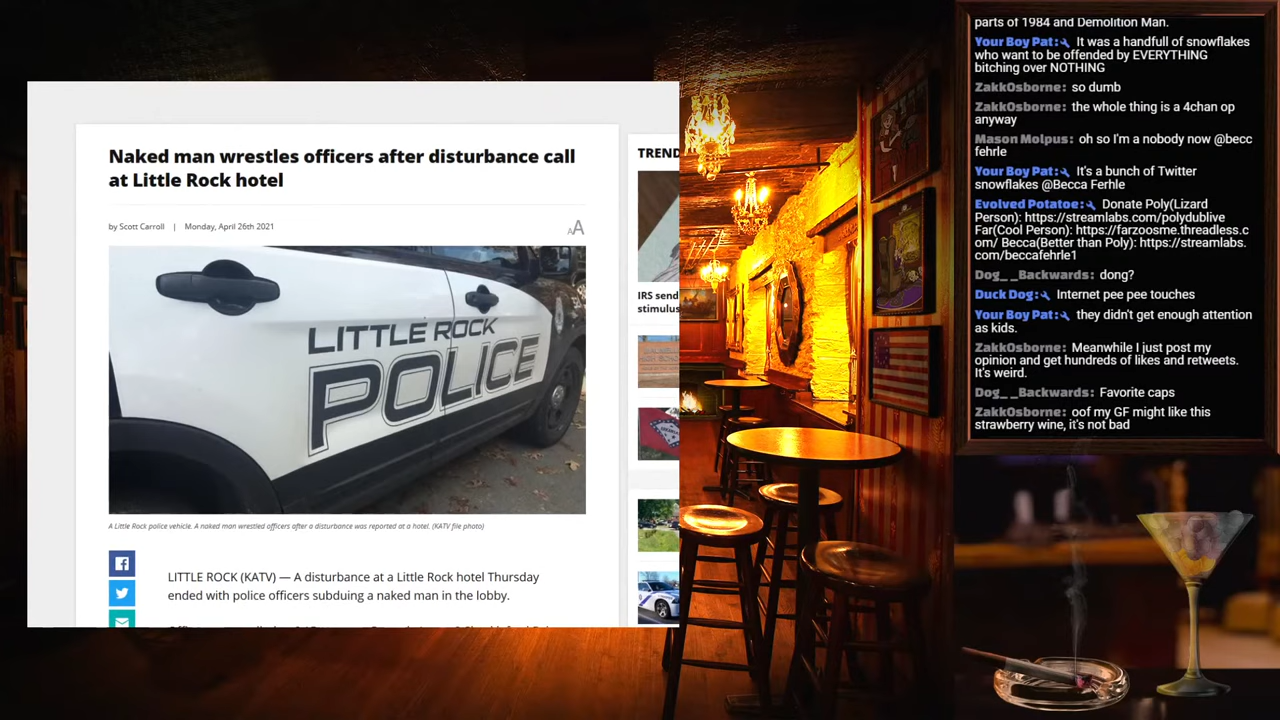 Naked man wrestles officers after disturbance call
at Little Rock hotel
by Scott Carroll | Monday, April 26th 2021
AA
LITTLE ROCK
POLICE
A Little Rock police vehicle. A naked man wrestled officers after a disturbance was reported at a hotel. (KATV file photo)
LITTLE ROCK (KATV) — A disturbance at a Little Rock hotel Thursday
ended with police officers subduing a naked man in the lobby.
TREND
IRS send
stimulus
parts of 1984 and Demolition Man.
Your Boy Pat: It was a handfull of snowflakes
who want to be offended by EVERYTHING
bitching over NOTHING
ZakkOsborne: so dumb
ZakkOsborne: the whole thing is a 4chan op
anyway
Mason Molpus: oh so I'm a nobody now @becc
fehrle
Your Boy Pat: It's a bunch of Twitter
snowflakes @Becca Ferhle
Evolved Potatoe: Donate Poly(Lizard
Person): https://streamlabs.com/polydublive
Far(Cool Person): https://farzoosme.threadless.c
om/ Becca(Better than Poly): https://streamlabs.
com/beccafehrle1
Dog_ _Backwards: dong?
Duck Dog: Internet pee pee touches
Your Boy Pat: they didn't get enough attention
as kids.
ZakkOsborne: Meanwhile I just post my
opinion and get hundreds of likes and retweets.
It's weird.
Dog_ _Backwards: Favorite caps
ZakkOsborne: oof my GF might like this
strawberry wine, it's not bad